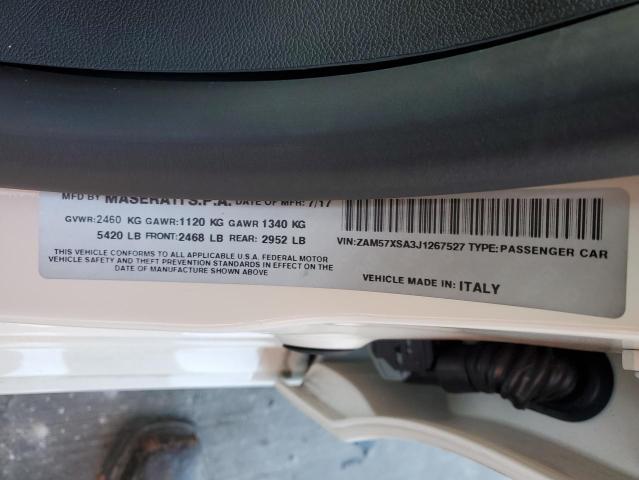 MFD BY MASERATI S.P.A. DATE OF MFR: 7/17
GVWR:2460 KG GAWR:1120 KG GAWR 1340 KG
5420 LB FRONT:2468 LB REAR: 2952 LB
THIS VEHICLE CONFORMS TO ALL APPLICABLE U.S.A. FEDERAL MOTOR
VEHICLE SAFETY AND THEFT PREVENTION STANDARDS IN EFFECT ON THE
DATE OF MANUFACTURE SHOWN ABOVE
VIN:ZAM57XSA3J1267527 TYPE:PASSENGER CAR
VEHICLE MADE IN: ITALY